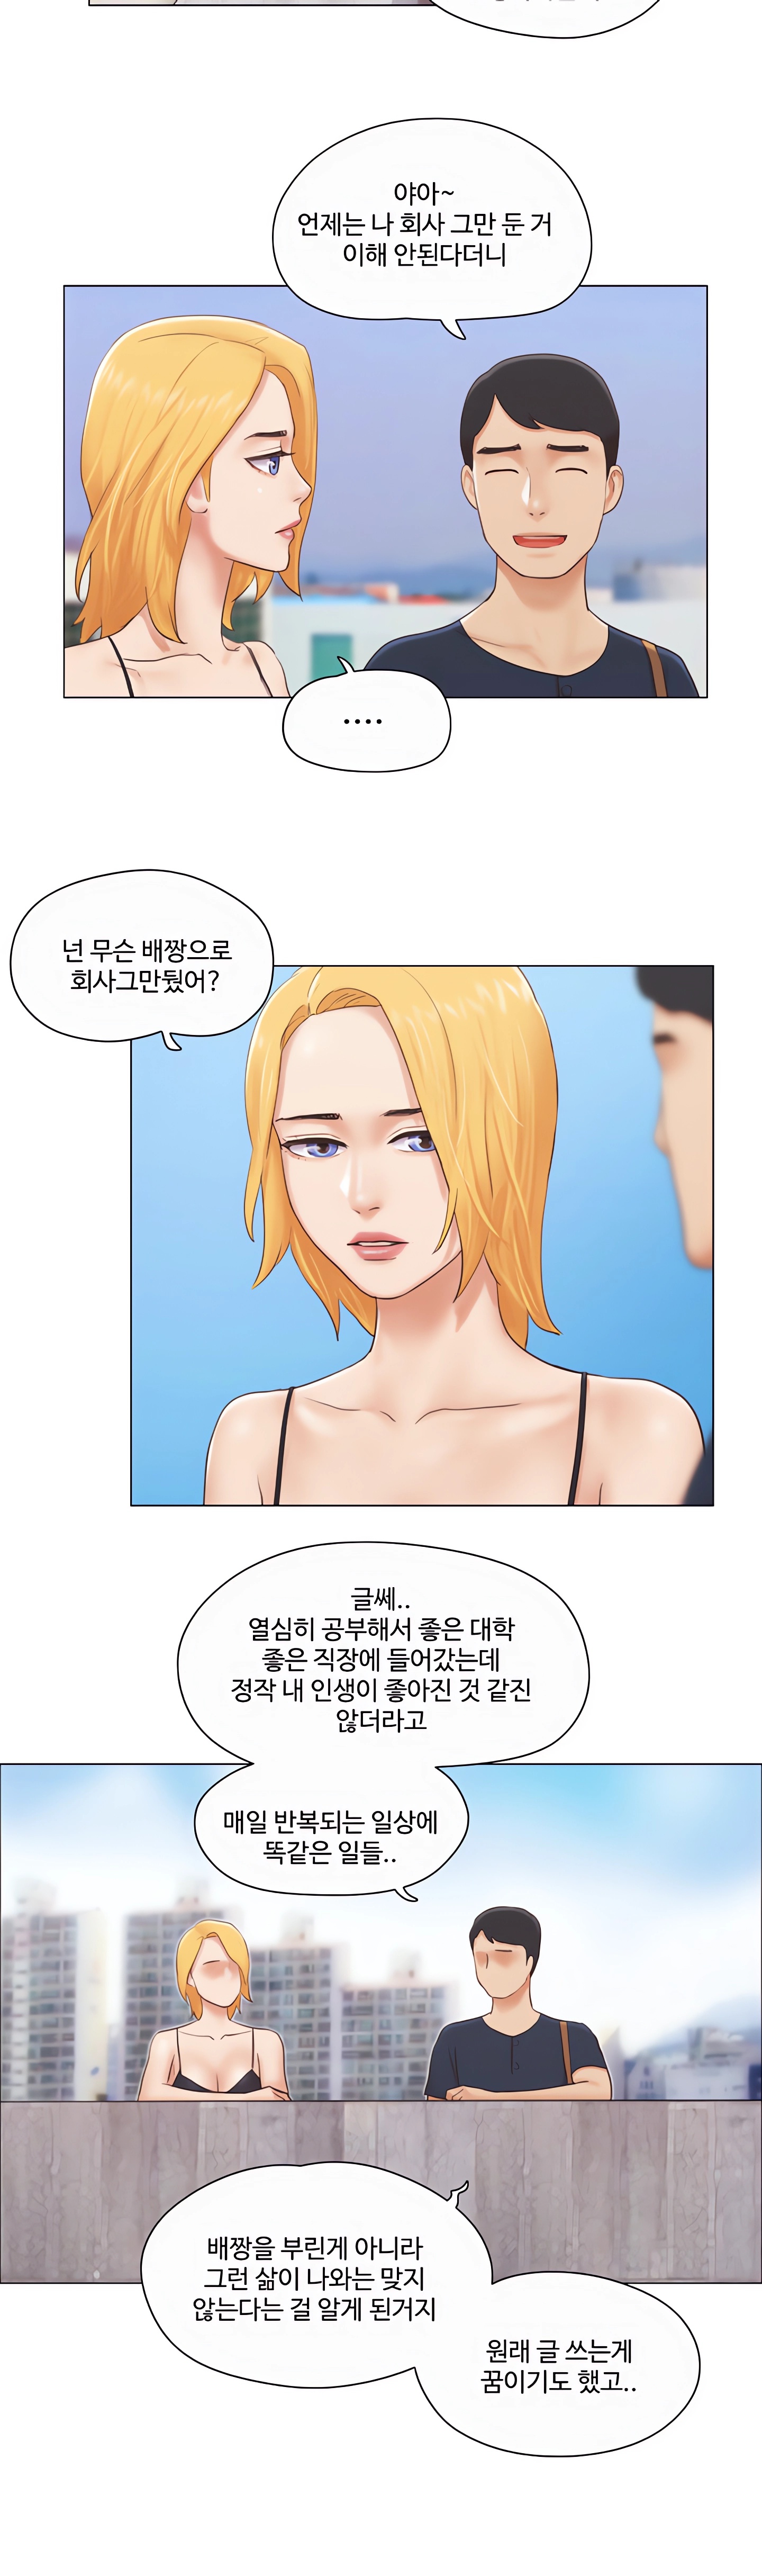 야아~
언제는 나 회사 그만 둔 거
이해 안된다더니
....
넌 무슨 배짱으로
회사그만뒀어?
글쎄..
열심히 공부해서 좋은 대학
좋은 직장에 들어갔는데
정작 내 인생이 좋아진 것 같진
않더라고
매일 반복되는 일상에
똑같은 일들..
배짱을 부린게 아니라
그런 삶이 나와는 맞지
않는다는 걸 알게 된거지
원래 글 쓰는게
꿈이기도 했고..